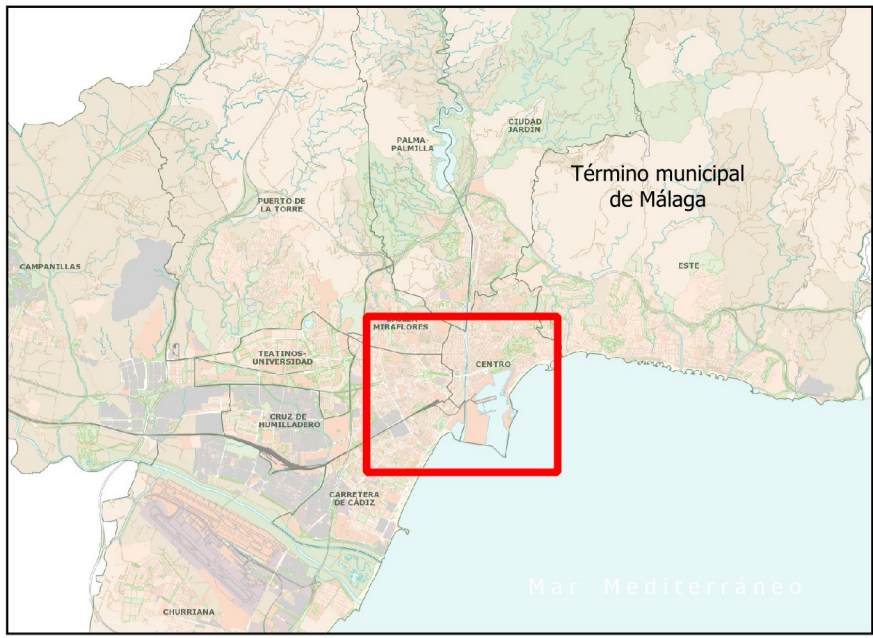 CIUDAD
JARDIN
PALMA-
PALMILLA
Término municipal
de Málaga
PUERTO DE
LA TORRE
CAMPANILLAS
ESTE
MIRAFLORES
TEATINOS-
UNIVERSIDAD
CENTRO
CRUZ DE
HUMILLADERO
CARRETERA
DE CÁDIZ
Mar Mediterráneo
CHURRIANA